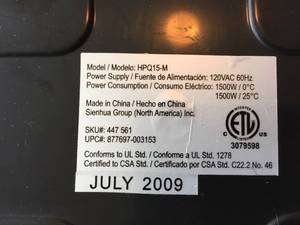 Model / Modelo: HPQ15-M
Power Supply / Fuente de Alimentación: 120VAC 60Hz
Power Consumption / Consumo Eléctrico: 1500W / 0°C
1500W / 25°C
Made in China / Hecho en China
Sienhua Group (North America) Inc.
SKU#: 447 561
UPC#: 877697-003153
C ETL US
3079598
Conforms to UL Std. / Certificado a UL Std. 1278
Certified to CSA Std. / Certificado a CSA Std. C22.2 No. 46
JULY 2009